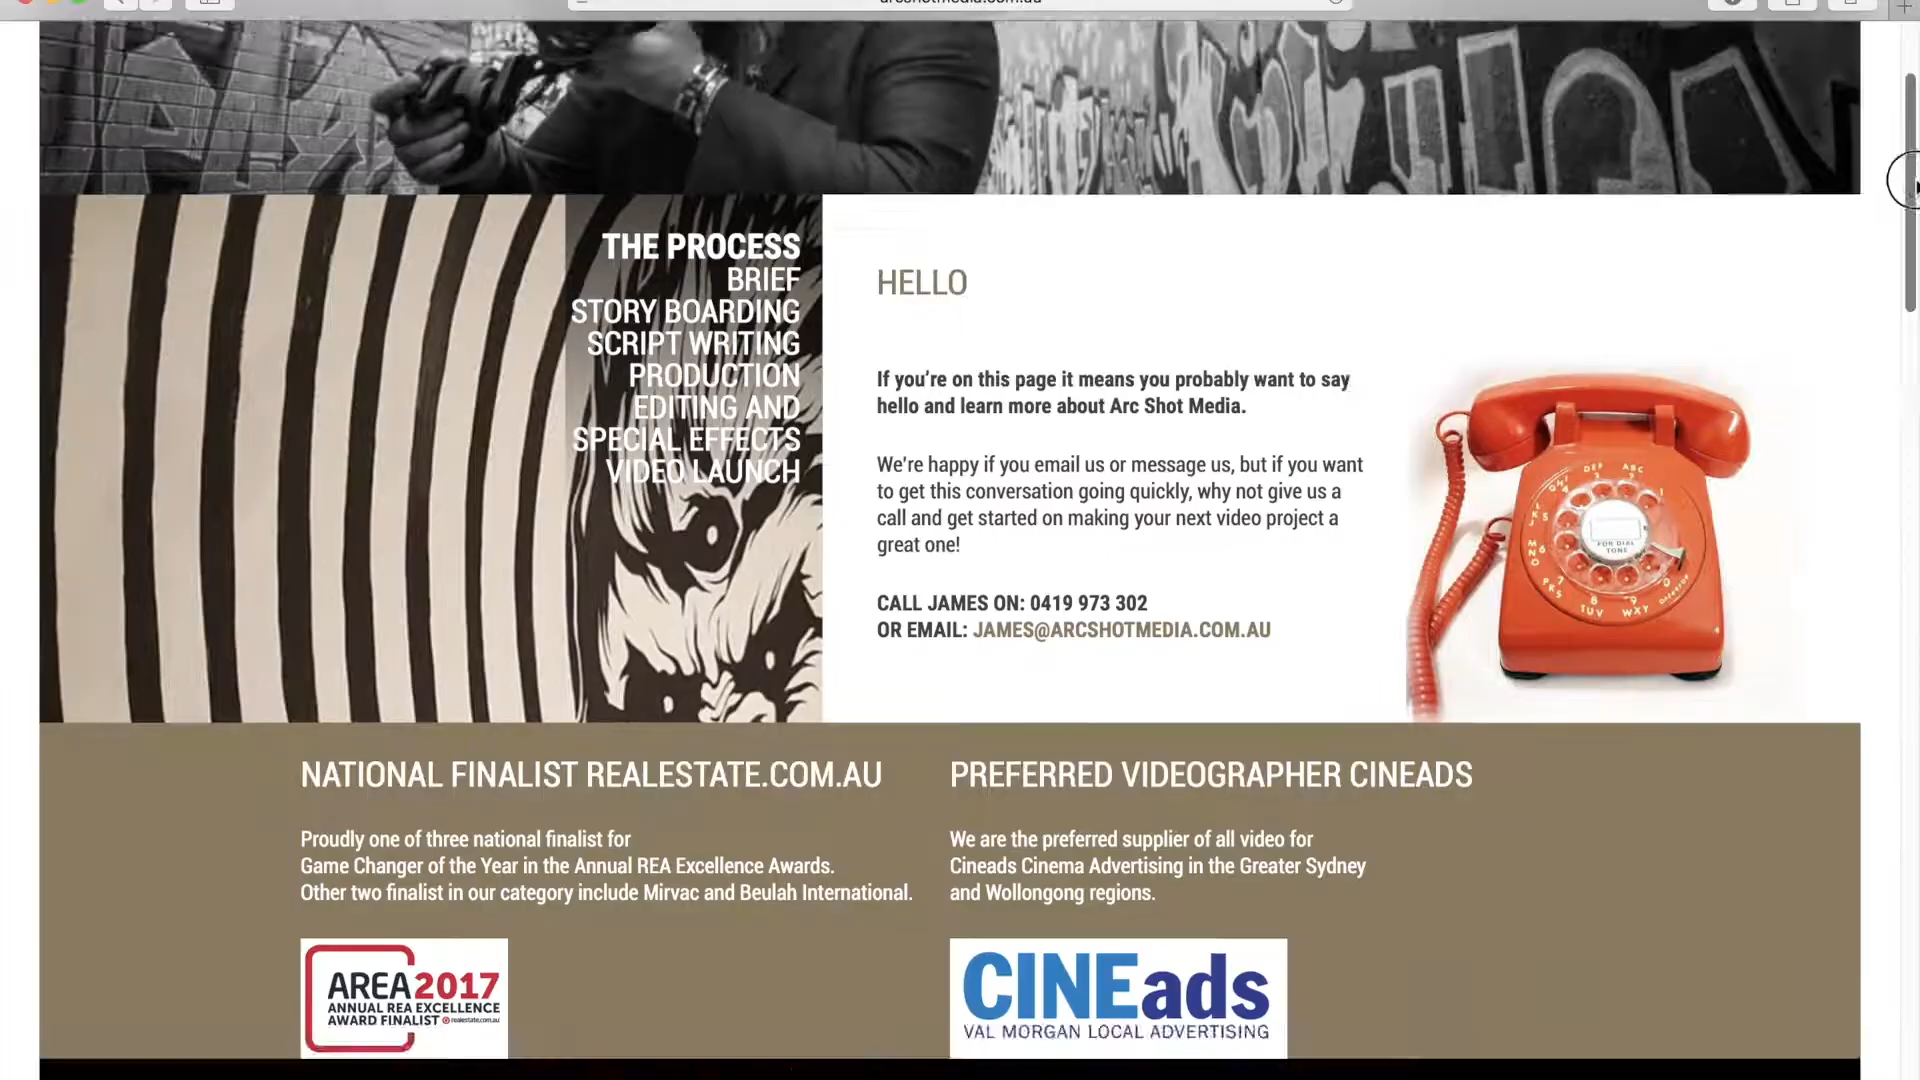 THE PROCESS
BRIEF
STORY BOARDING
SCRIPT WRITING
PRODUCTION
EDITING AND
SPECIAL EFFECTS
VIDEO LAUNCH
HELLO
If you’re on this page it means you probably want to say
hello and learn more about Arc Shot Media.
We’re happy if you email us or message us, but if you want
to get this conversation going quickly, why not give us a
call and get started on making your next video project a
great one!
CALL JAMES ON: 0419 973 302
OR EMAIL: JAMES@ARCSHOTMEDIA.COM.AU
FOR DIAL
TONE
NATIONAL FINALIST REALESTATE.COM.AU
Proudly one of three national finalist for
Game Changer of the Year in the Annual REA Excellence Awards.
Other two finalist in our category include Mirvac and Beulah International.
AREA2017
ANNUAL REA EXCELLENCE
AWARD FINALIST realestate.com.au
PREFERRED VIDEOGRAPHER CINEADS
We are the preferred supplier of all video for
Cineads Cinema Advertising in the Greater Sydney
and Wollongong regions.
CINEads
VAL MORGAN LOCAL ADVERTISING